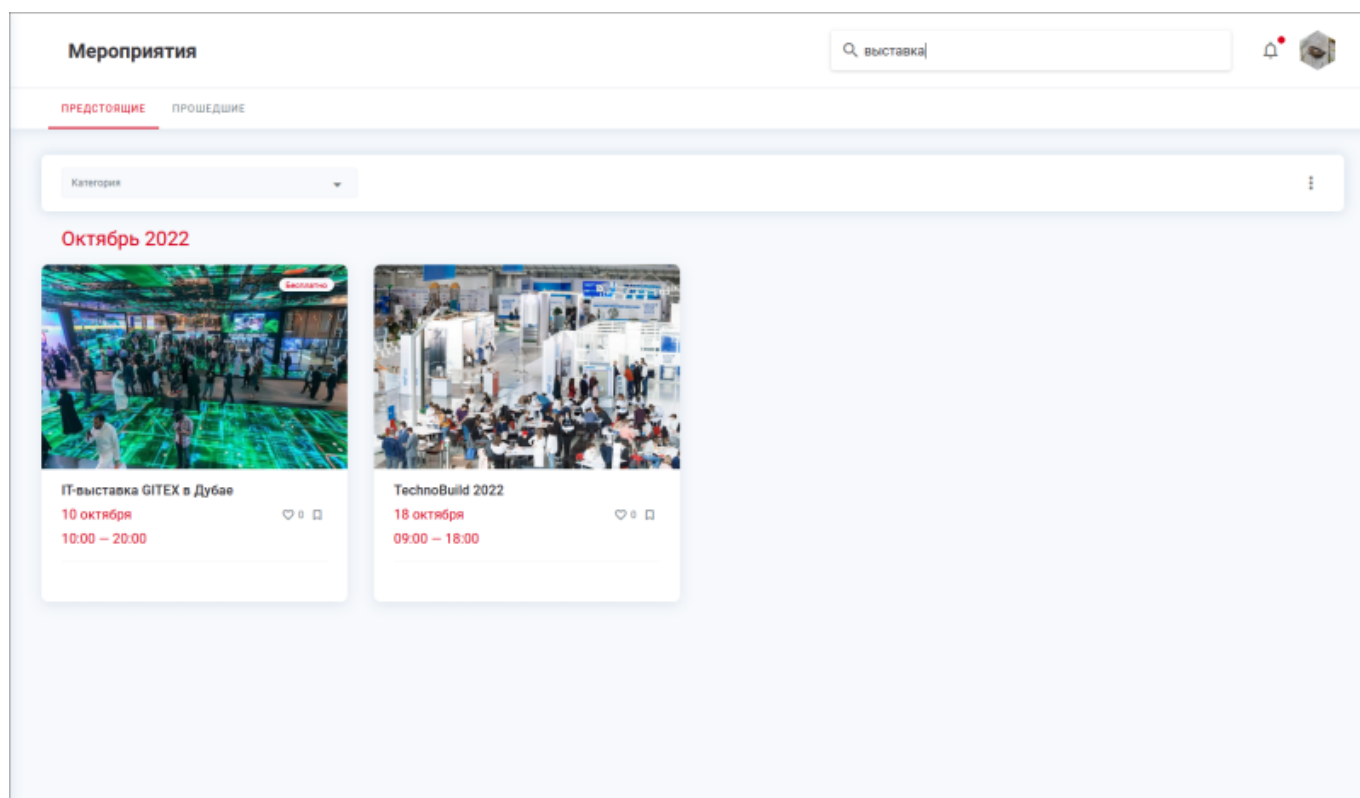 Мероприятия
выставка
ПРЕДСТОЯЩИЕ ПРОШЕДШИЕ
Категория
Октябрь 2022
Бесплатно
IT-выставка GITEX в Дубае
10 октября
0
10:00 — 20:00
TechnoBuild 2022
18 октября
0
09:00 — 18:00